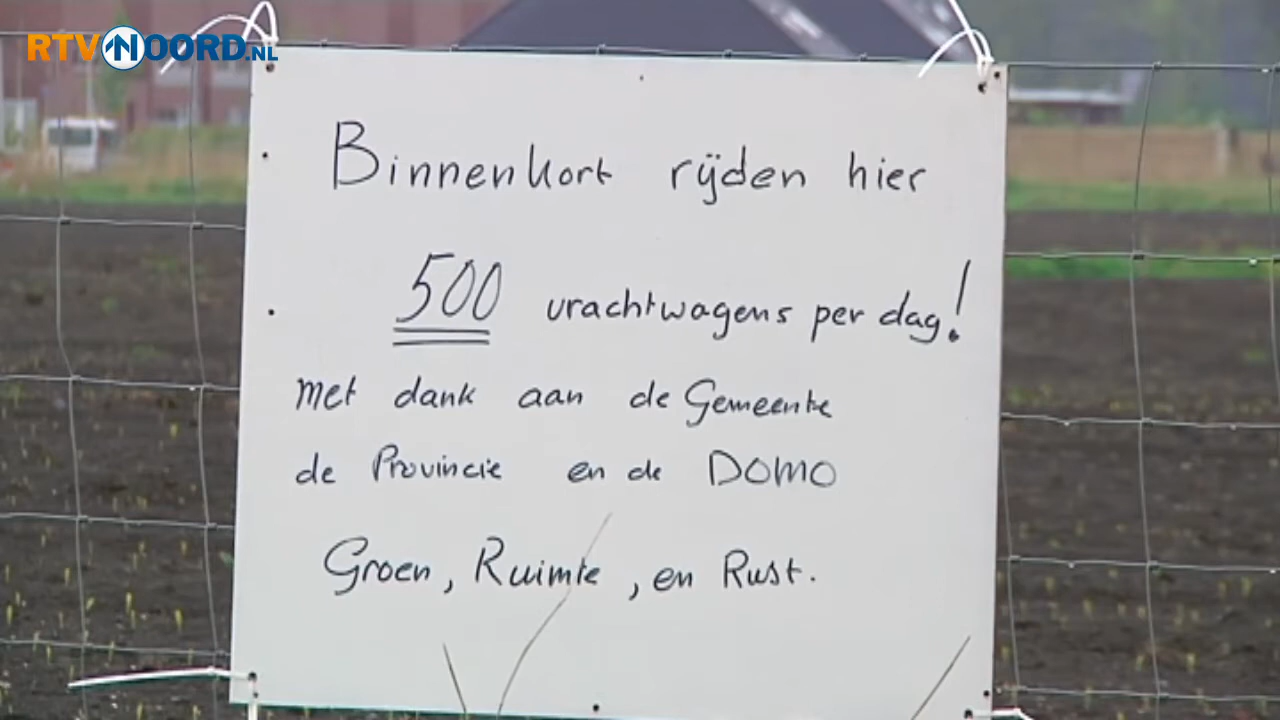 RTVNOORD.NL
Binnenkort rijden hier
500 vrachtwagens per dag!
met dank aan de Gemeente
de Provincie en de DOMO
Groen, Ruimte, en Rust.